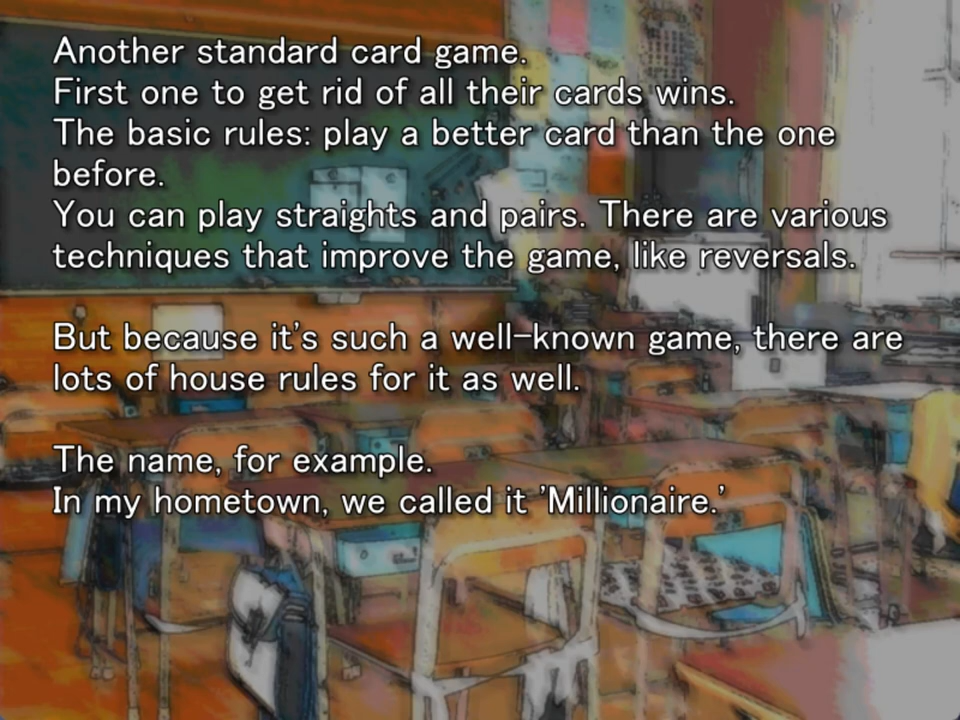 Another standard card game.
First one to get rid of all their cards wins.
The basic rules: play a better card than the one
before.
You can play straights and pairs. There are various
techniques that improve the game, like reversals.
But because it's such a well-known game, there are
lots of house rules for it as well.
The name, for example.
In my hometown, we called it 'Millionaire.'